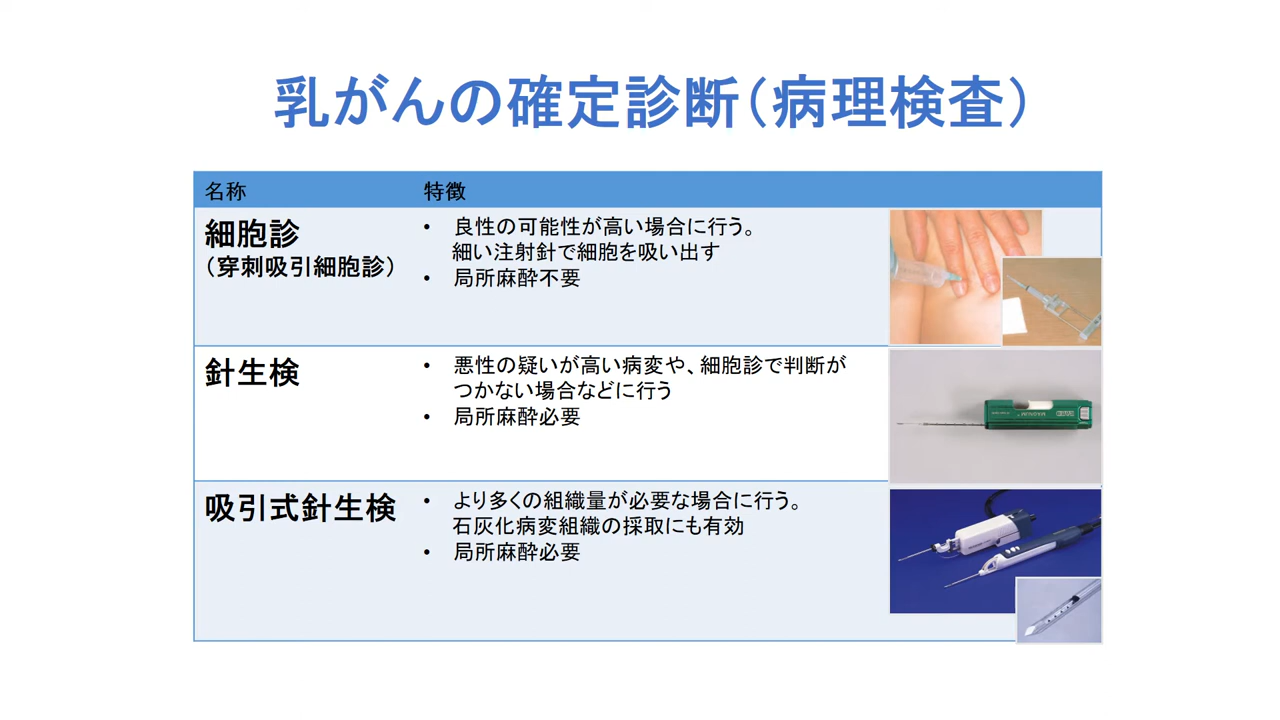 乳がんの確定診断（病理検査）
名称
特徴
細胞診
（穿刺吸引細胞診）
• 良性の可能性が高い場合に行う。
細い注射針で細胞を吸い出す
• 局所麻酔不要
針生検
• 悪性の疑いが高い病変や、細胞診で判断が
つかない場合などに行う
• 局所麻酔必要
吸引式針生検
• より多くの組織量が必要な場合に行う。
石灰化病変組織の採取にも有効
• 局所麻酔必要